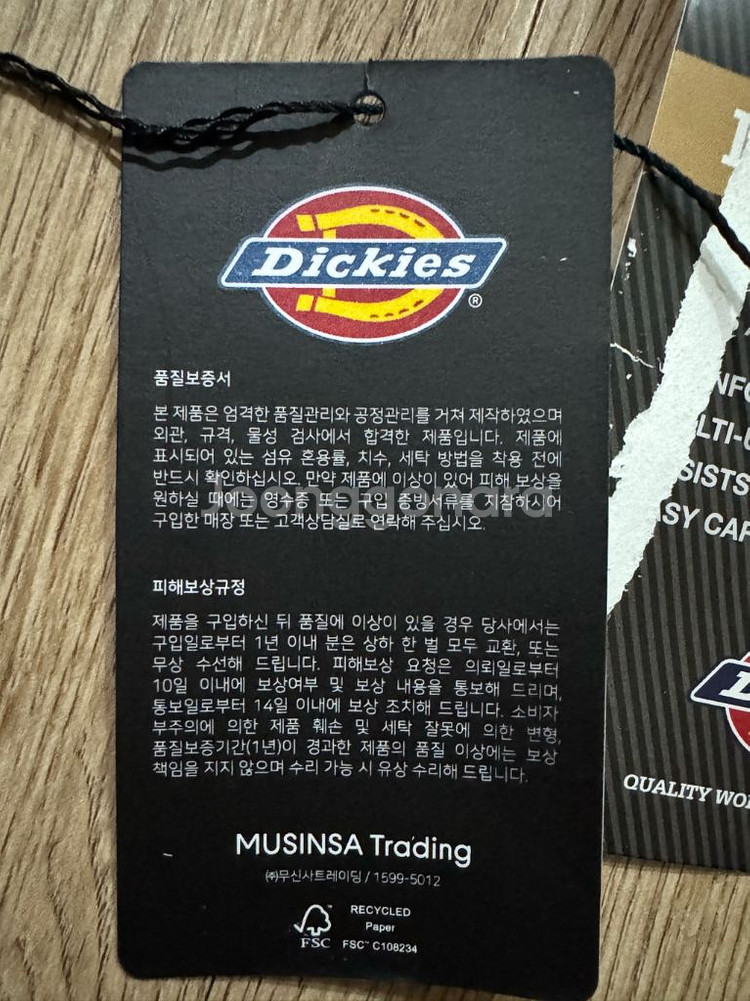 Dickies
®
품질보증서
본 제품은 엄격한 품질관리와 공정관리를 거쳐 제작하였으며
외관, 규격, 물성 검사에서 합격한 제품입니다. 제품에
표시되어 있는 섬유 혼용률, 치수, 세탁 방법을 착용 전에
반드시 확인하십시오. 만약 제품에 이상이 있어 피해 보상을
원하실 때에는 영수증 또는 구입 증빙서류를 지참하시어
구입한 매장 또는 고객상담실로 연락해 주십시오.
Joonggonara
피해보상규정
제품을 구입하신 뒤 품질에 이상이 있을 경우 당사에서는
구입일로부터 1년 이내 분은 상하 한 벌 모두 교환, 또는
무상 수선해 드립니다. 피해보상 요청은 의뢰일로부터
10일 이내에 보상여부 및 보상 내용을 통보해 드리며,
통보일로부터 14일 이내에 보상 조치해 드립니다. 소비자
부주의에 의한 제품 훼손 및 세탁 잘못에 의한 변형,
품질보증기간(1년)이 경과한 제품의 품질 이상에는 보상
책임을 지지 않으며 수리 가능 시 유상 수리해 드립니다.
MUSINSA Trading
㈜무신사트레이딩 / 1599-5012
RECYCLED
Paper
FSC FSC™ C108234
NFO
LTI-U
SISTS
SY CAR
QUALITY WO